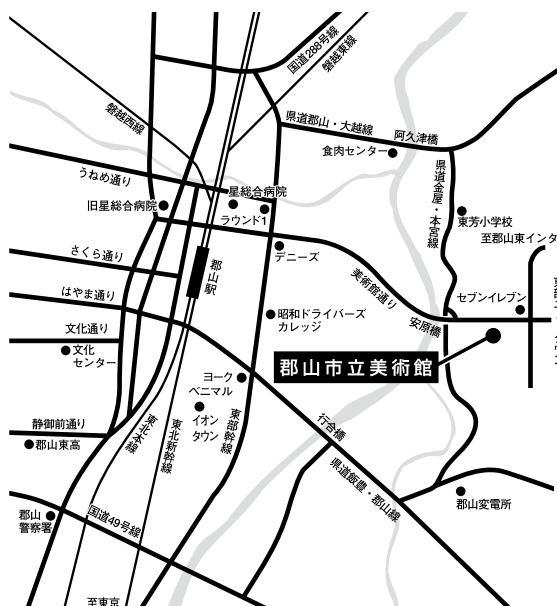 国道288号線
磐越東線
磐越西線
県道郡山・大越線
阿久津橋
食肉センター
うねめ通り
県道金屋・本宮線
星総合病院
旧星総合病院
ラウンド1
東芳小学校
至郡山東インタ
さくら通り
デニーズ
郡山駅
美術館通り
はやま通り
セブンイレブン
昭和ドライバーズ
カレッジ
安原橋
文化通り
文化
センター
郡山市立美術館
ヨーク
ベニマル
イオン
タウン
静御前通り
東北本線
東北新幹線
東部幹線
行合橋
郡山東高
県道飯豊・郡山線
郡山変電所
郡山
警察署
国道49号線
至東京